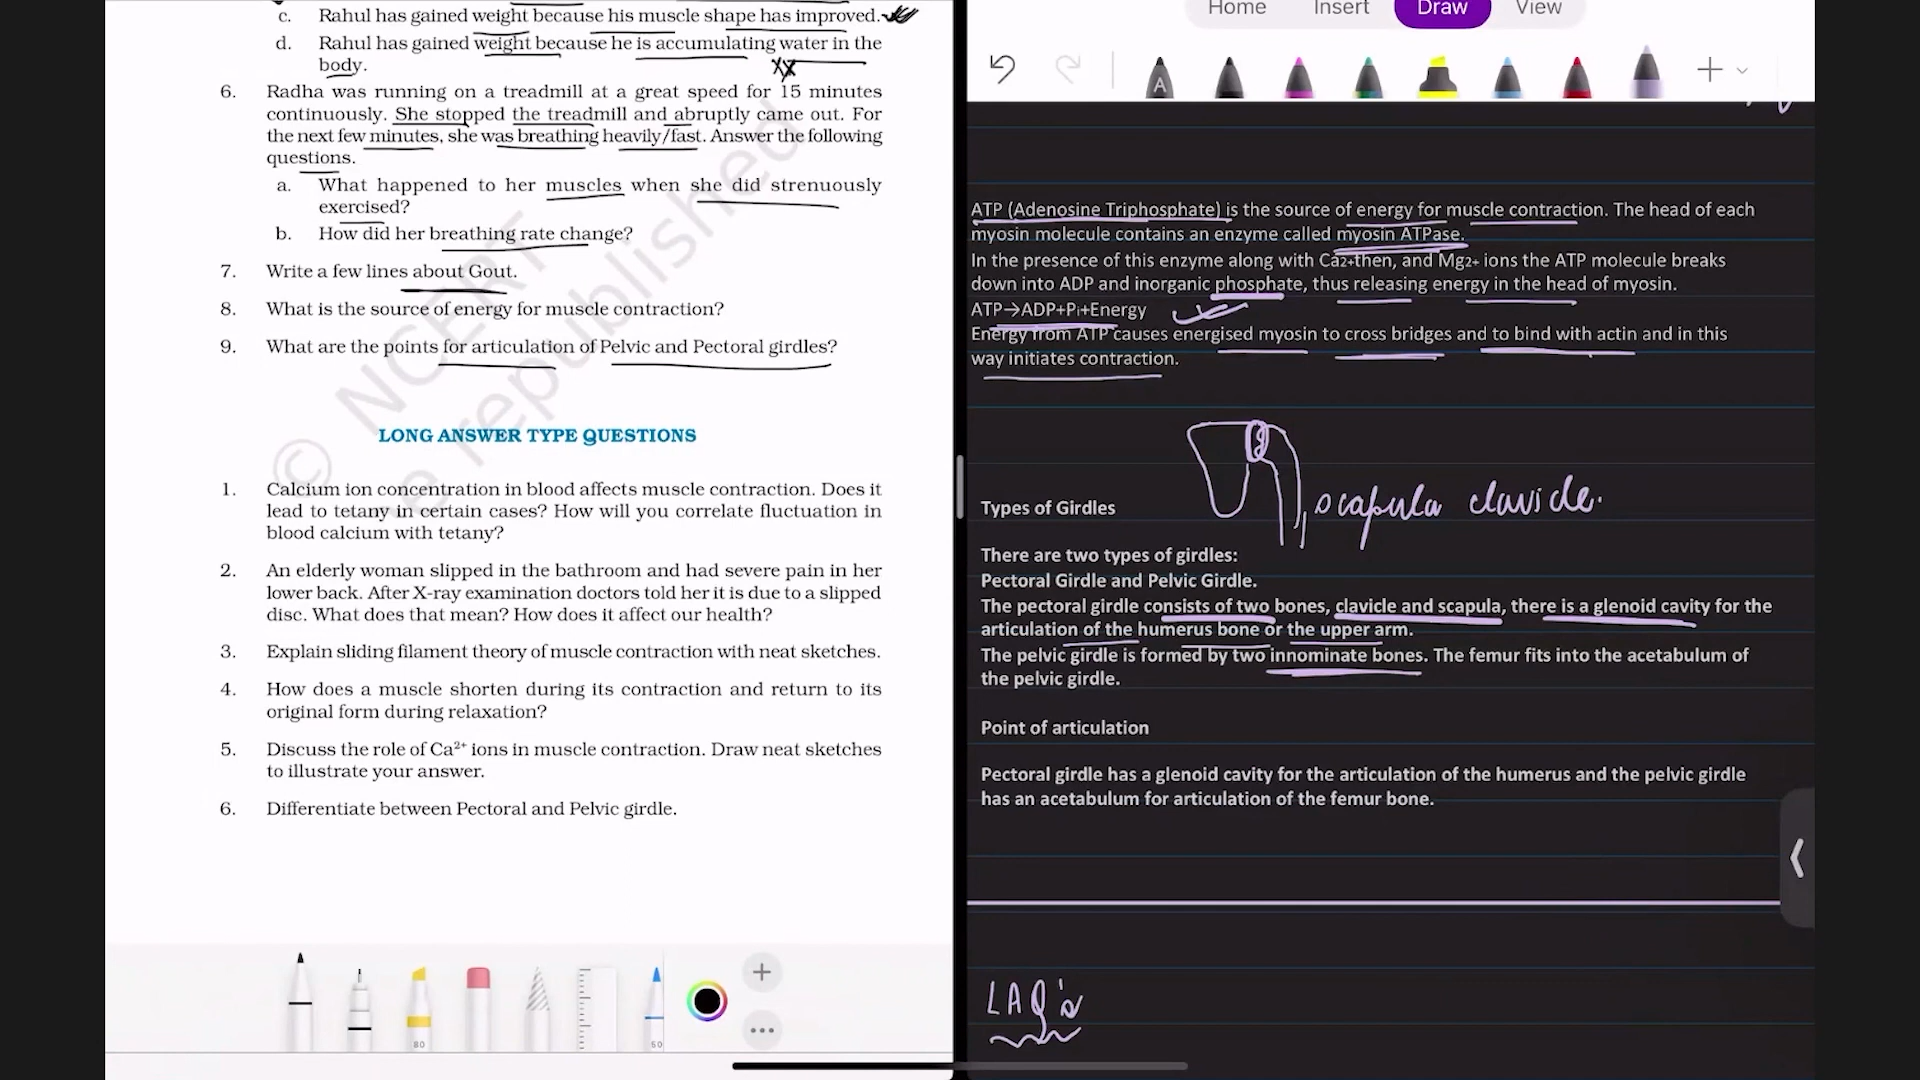 c. Rahul has gained weight because his muscle shape has improved.
d. Rahul has gained weight because he is accumulating water in the
body.
6. Radha was running on a treadmill at a great speed for 15 minutes
continuously. She stopped the treadmill and abruptly came out. For
the next few minutes, she was breathing heavily/fast. Answer the following
questions.
a. What happened to her muscles when she did strenuously
exercised?
b. How did her breathing rate change?
7. Write a few lines about Gout.
8. What is the source of energy for muscle contraction?
9. What are the points for articulation of Pelvic and Pectoral girdles?
© NCERT
republished
LONG ANSWER TYPE QUESTIONS
1. Calcium ion concentration in blood affects muscle contraction. Does it
lead to tetany in certain cases? How will you correlate fluctuation in
blood calcium with tetany?
2. An elderly woman slipped in the bathroom and had severe pain in her
lower back. After X-ray examination doctors told her it is due to a slipped
disc. What does that mean? How does it affect our health?
3. Explain sliding filament theory of muscle contraction with neat sketches.
4. How does a muscle shorten during its contraction and return to its
original form during relaxation?
5. Discuss the role of Ca²⁺ ions in muscle contraction. Draw neat sketches
to illustrate your answer.
6. Differentiate between Pectoral and Pelvic girdle.
80
50
Home Insert Draw View
A
ATP (Adenosine Triphosphate) is the source of energy for muscle contraction. The head of each
myosin molecule contains an enzyme called myosin ATPase.
In the presence of this enzyme along with Ca2+then, and Mg2+ ions the ATP molecule breaks
down into ADP and inorganic phosphate, thus releasing energy in the head of myosin.
ATP→ADP+Pi+Energy
Energy from ATP causes energised myosin to cross bridges and to bind with actin and in this
way initiates contraction.
scapula clavicle.
Types of Girdles
There are two types of girdles:
Pectoral Girdle and Pelvic Girdle.
The pectoral girdle consists of two bones, clavicle and scapula, there is a glenoid cavity for the
articulation of the humerus bone or the upper arm.
The pelvic girdle is formed by two innominate bones. The femur fits into the acetabulum of
the pelvic girdle.
Point of articulation
Pectoral girdle has a glenoid cavity for the articulation of the humerus and the pelvic girdle
has an acetabulum for articulation of the femur bone.
LAQ's